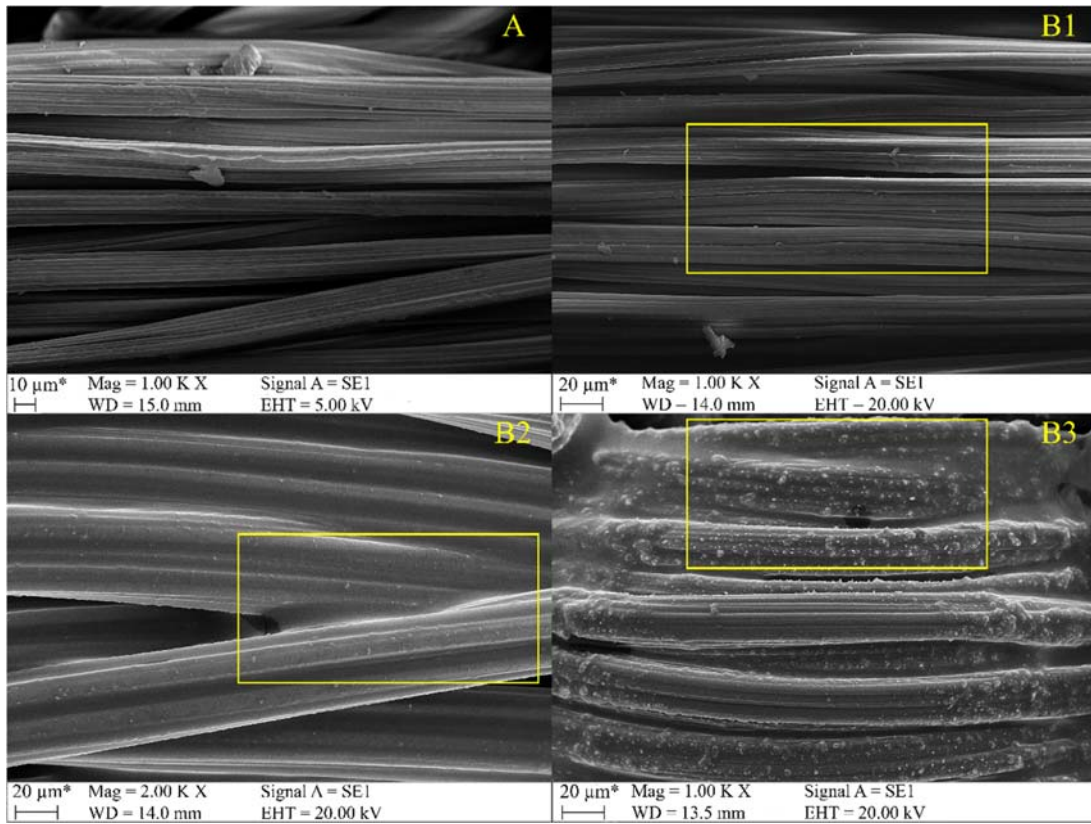 A
B1
10 µm* Mag = 1.00 K X Signal A = SE1
WD = 15.0 mm EHT = 5.00 kV
20 µm* Mag = 1.00 K X Signal A = SE1
WD – 14.0 mm EHT – 20.00 kV
B2
B3
20 µm* Mag = 2.00 K X Signal A = SE1
WD = 14.0 mm EHT = 20.00 kV
20 µm* Mag = 1.00 K X Signal A = SE1
WD = 13.5 mm EHT = 20.00 kV